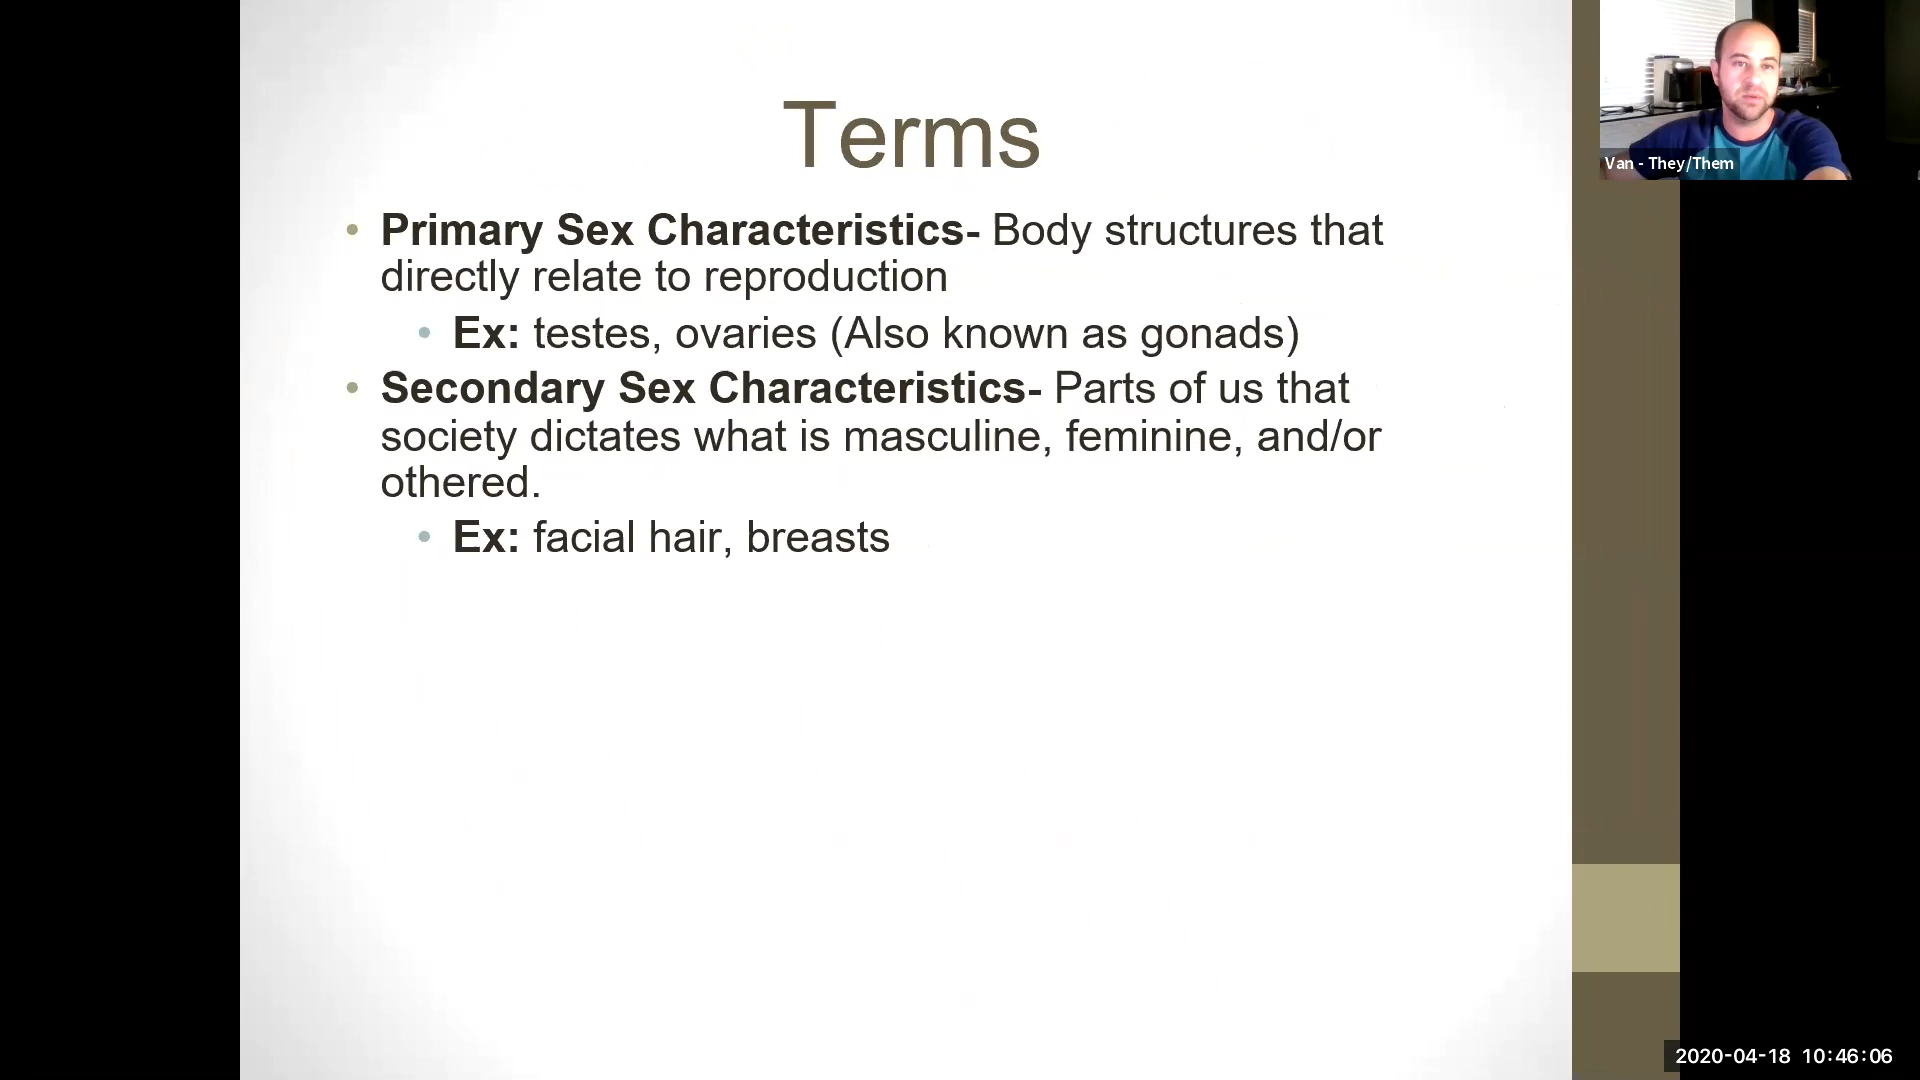 Terms
• Primary Sex Characteristics- Body structures that
directly relate to reproduction
• Ex: testes, ovaries (Also known as gonads)
• Secondary Sex Characteristics- Parts of us that
society dictates what is masculine, feminine, and/or
othered.
• Ex: facial hair, breasts
Van - They/Them
2020-04-18 10:46:06